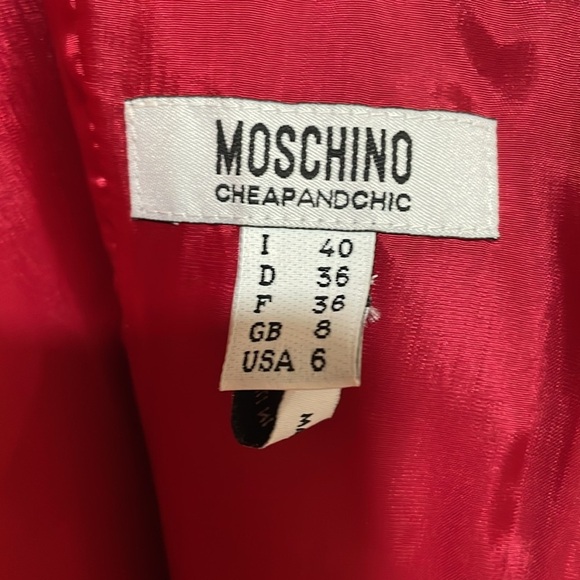 MOSCHINO
CHEAPANDCHIC
I 40
D 36
F 36
GB 8
USA 6